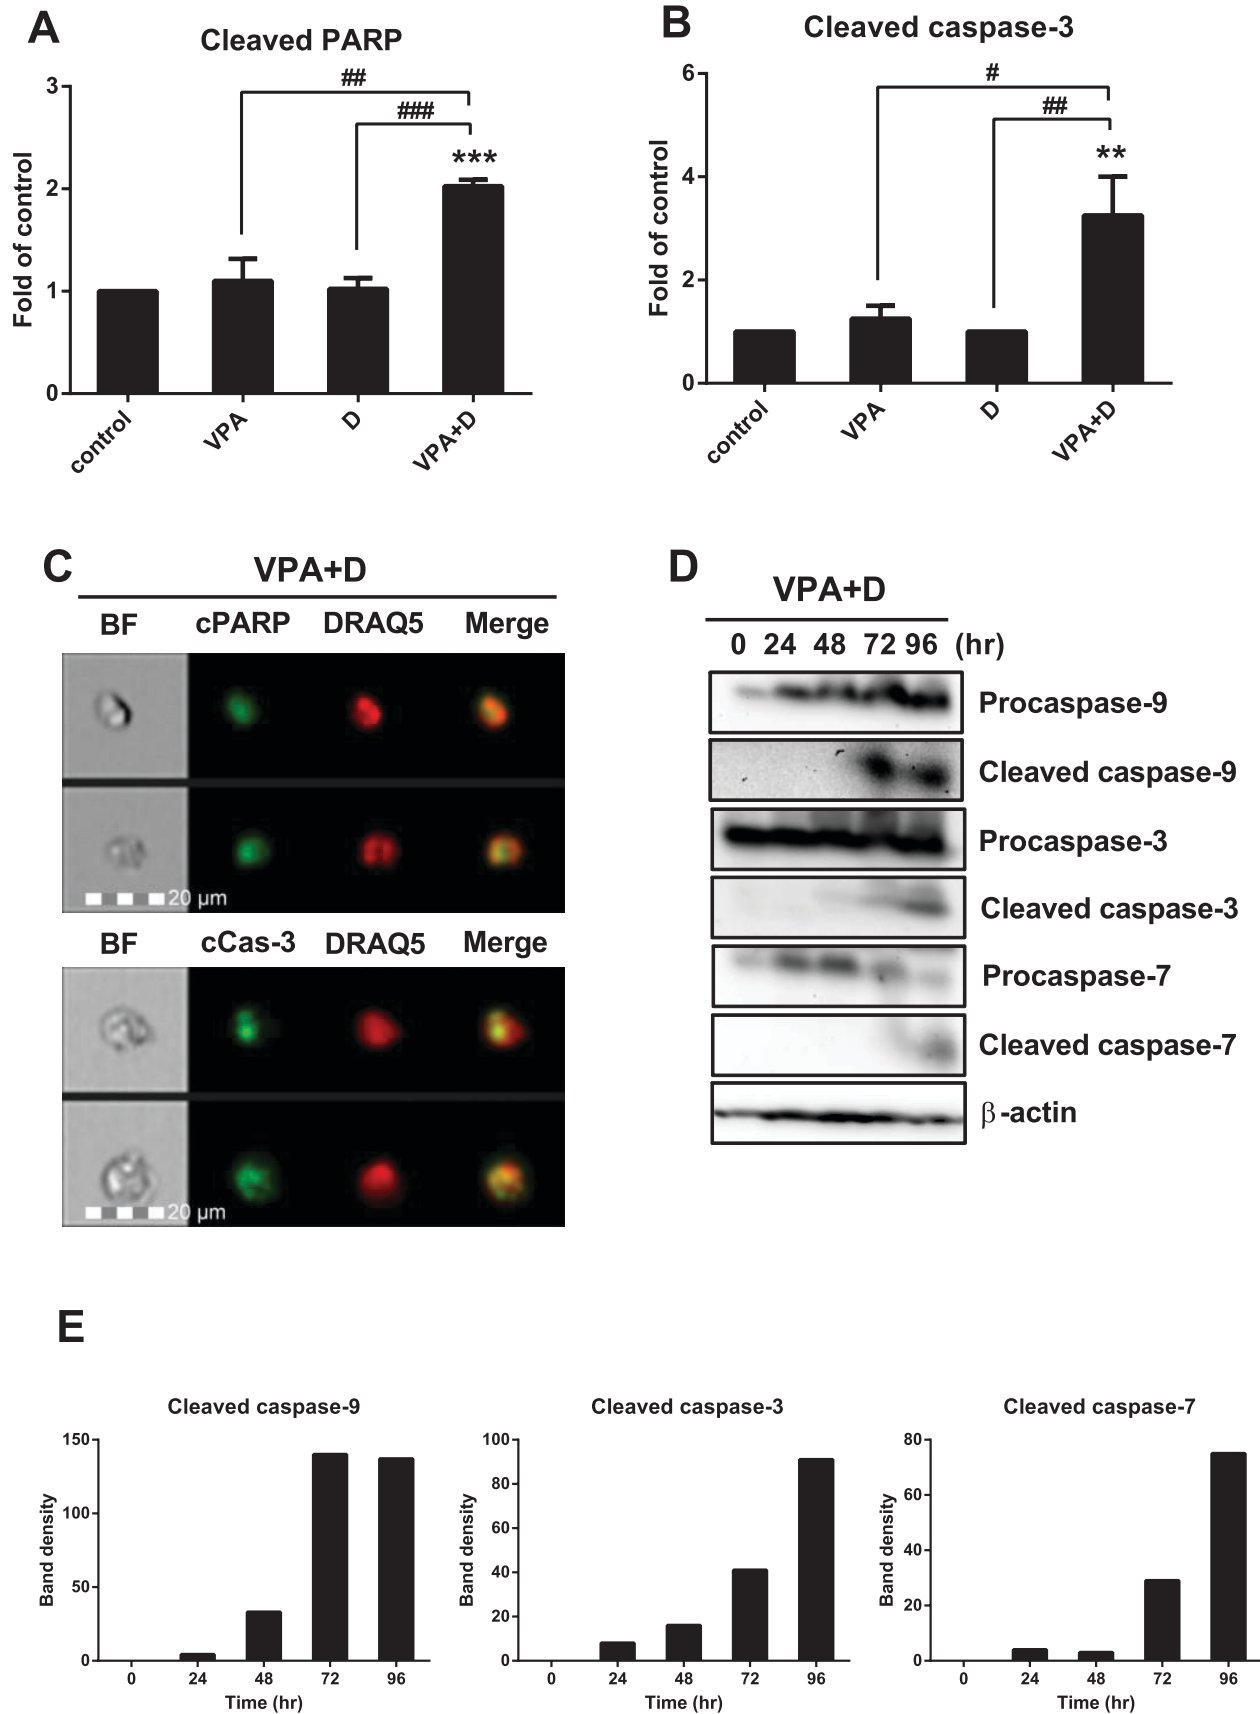 A
Cleaved PARP
Fold of control
3
2
1
0
##
###
***
control
VPA
D
VPA+D
B
Cleaved caspase-3
Fold of control
6
4
2
0
#
##
**
control
VPA
D
VPA+D
C
VPA+D
BF cPARP DRAQ5 Merge
20 µm
BF cCas-3 DRAQ5 Merge
20 µm
D
VPA+D
0 24 48 72 96 (hr)
Procaspase-9
Cleaved caspase-9
Procaspase-3
Cleaved caspase-3
Procaspase-7
Cleaved caspase-7
β-actin
E
Cleaved caspase-9
Band density
150
100
50
0
0 24 48 72 96
Time (hr)
Cleaved caspase-3
Band density
100
80
60
40
20
0
0 24 48 72 96
Time (hr)
Cleaved caspase-7
Band density
80
60
40
20
0
0 24 48 72 96
Time (hr)